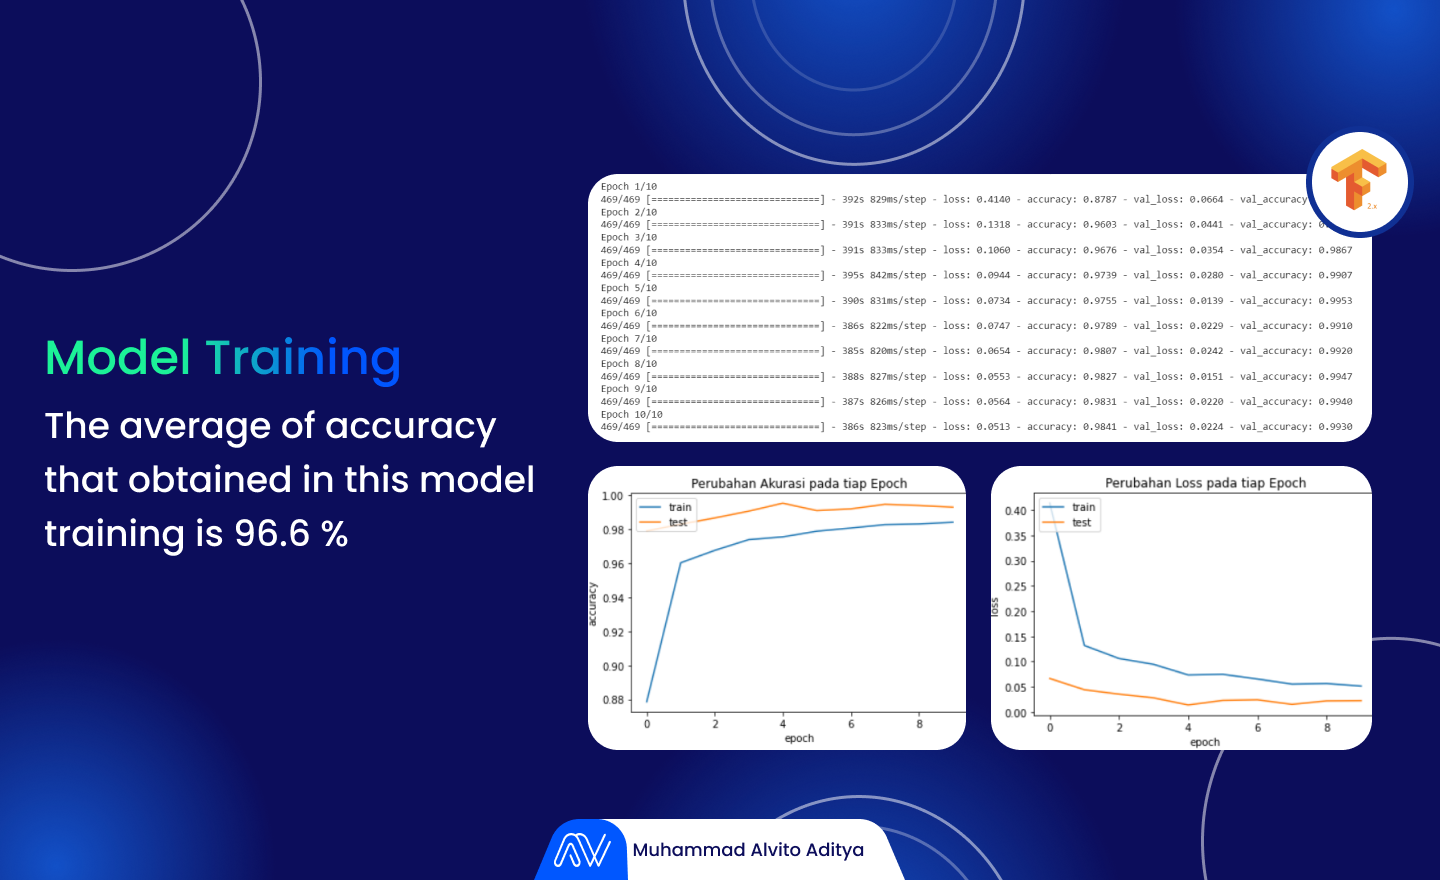 Model Training
The average of accuracy
that obtained in this model
training is 96.6 %
Epoch 1/10
469/469 [==============================] - 392s 829ms/step - loss: 0.4140 - accuracy: 0.8787 - val_loss: 0.0664 - val_accuracy
Epoch 2/10
469/469 [==============================] - 391s 833ms/step - loss: 0.1318 - accuracy: 0.9603 - val_loss: 0.0441 - val_accuracy:
Epoch 3/10
469/469 [==============================] - 391s 833ms/step - loss: 0.1060 - accuracy: 0.9676 - val_loss: 0.0354 - val_accuracy: 0.9867
Epoch 4/10
469/469 [==============================] - 395s 842ms/step - loss: 0.0944 - accuracy: 0.9739 - val_loss: 0.0280 - val_accuracy: 0.9907
Epoch 5/10
469/469 [==============================] - 390s 831ms/step - loss: 0.0734 - accuracy: 0.9755 - val_loss: 0.0139 - val_accuracy: 0.9953
Epoch 6/10
469/469 [==============================] - 386s 822ms/step - loss: 0.0747 - accuracy: 0.9789 - val_loss: 0.0229 - val_accuracy: 0.9910
Epoch 7/10
469/469 [==============================] - 385s 820ms/step - loss: 0.0654 - accuracy: 0.9807 - val_loss: 0.0242 - val_accuracy: 0.9920
Epoch 8/10
469/469 [==============================] - 388s 827ms/step - loss: 0.0553 - accuracy: 0.9827 - val_loss: 0.0151 - val_accuracy: 0.9947
Epoch 9/10
469/469 [==============================] - 387s 826ms/step - loss: 0.0564 - accuracy: 0.9831 - val_loss: 0.0220 - val_accuracy: 0.9940
Epoch 10/10
469/469 [==============================] - 386s 823ms/step - loss: 0.0513 - accuracy: 0.9841 - val_loss: 0.0224 - val_accuracy: 0.9930
2.x
Perubahan Akurasi pada tiap Epoch
train
test
1.00
0.98
0.96
0.94
0.92
0.90
0.88
accuracy
0 2 4 6 8
epoch
Perubahan Loss pada tiap Epoch
train
test
0.40
0.35
0.30
0.25
0.20
0.15
0.10
0.05
0.00
loss
0 2 4 6 8
epoch
Muhammad Alvito Aditya